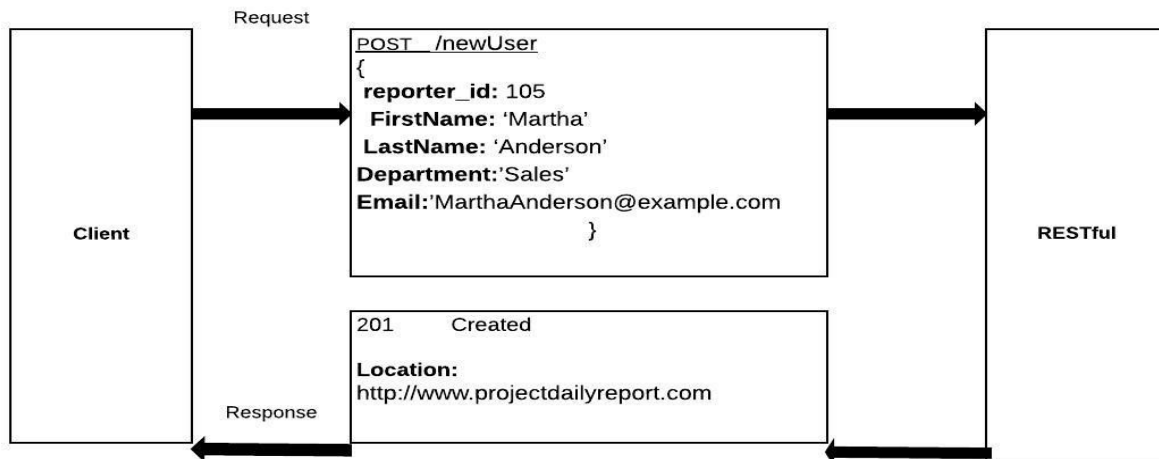 Request
POST /newUser
{
reporter_id: 105
FirstName: ‘Martha’
LastName: ‘Anderson’
Department:’Sales’
Email:’MarthaAnderson@example.com
}
Client
RESTful
201 Created
Location:
http://www.projectdailyreport.com
Response